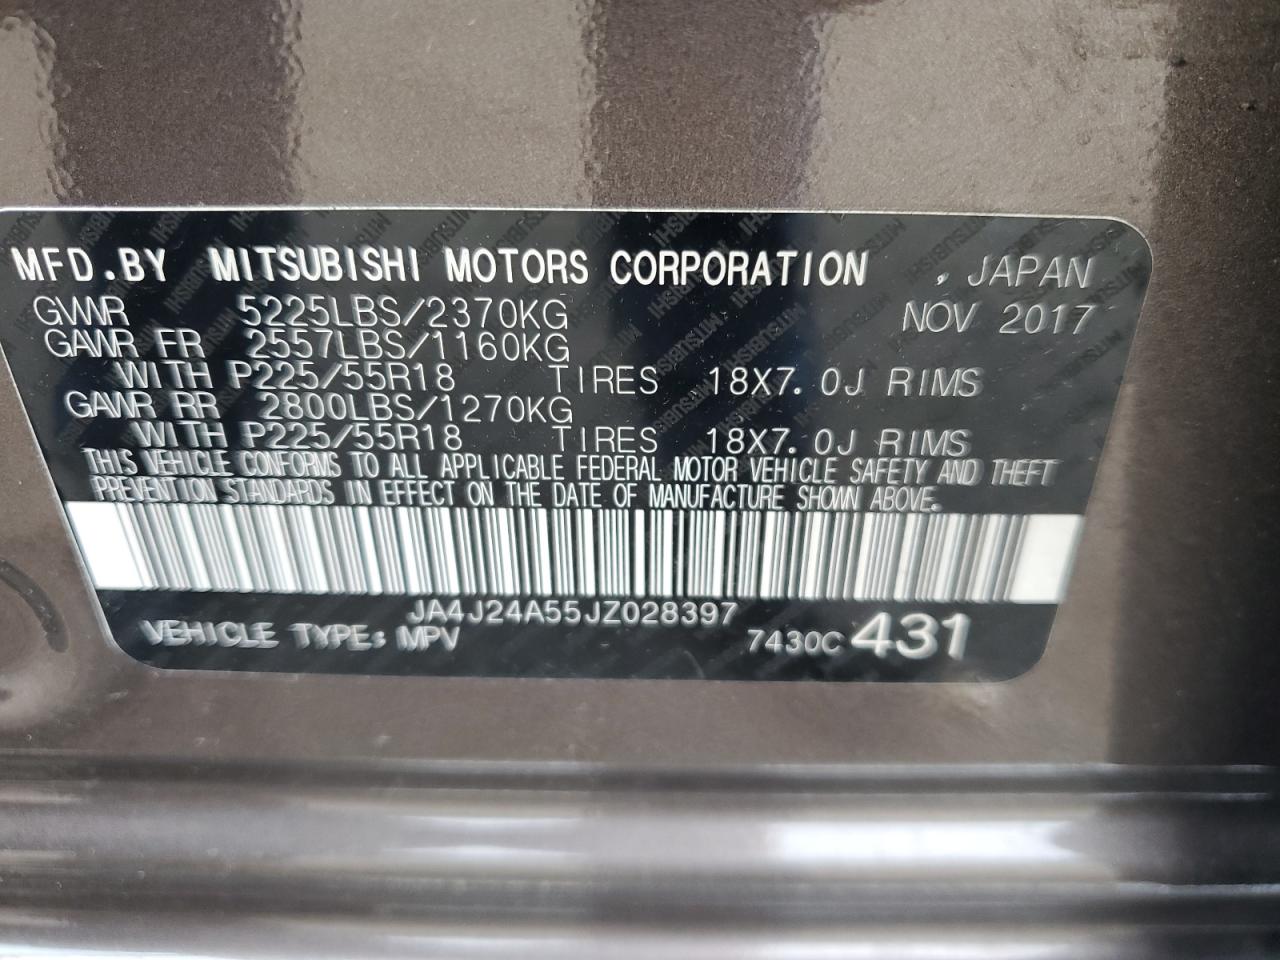 MFD.BY MITSUBISHI MOTORS CORPORATION , JAPAN
GVWR 5225LBS/2370KG NOV 2017
GAWR FR 2557LBS/1160KG
WITH P225/55R18 TIRES 18X7.0J RIMS
GAWR RR 2800LBS/1270KG
WITH P225/55R18 TIRES 18X7.0J RIMS
THIS VEHICLE CONFORMS TO ALL APPLICABLE FEDERAL MOTOR VEHICLE SAFETY AND THEFT
PREVENTION STANDARDS IN EFFECT ON THE DATE OF MANUFACTURE SHOWN ABOVE.
JA4J24A55JZ028397
VEHICLE TYPE: MPV 7430C 431